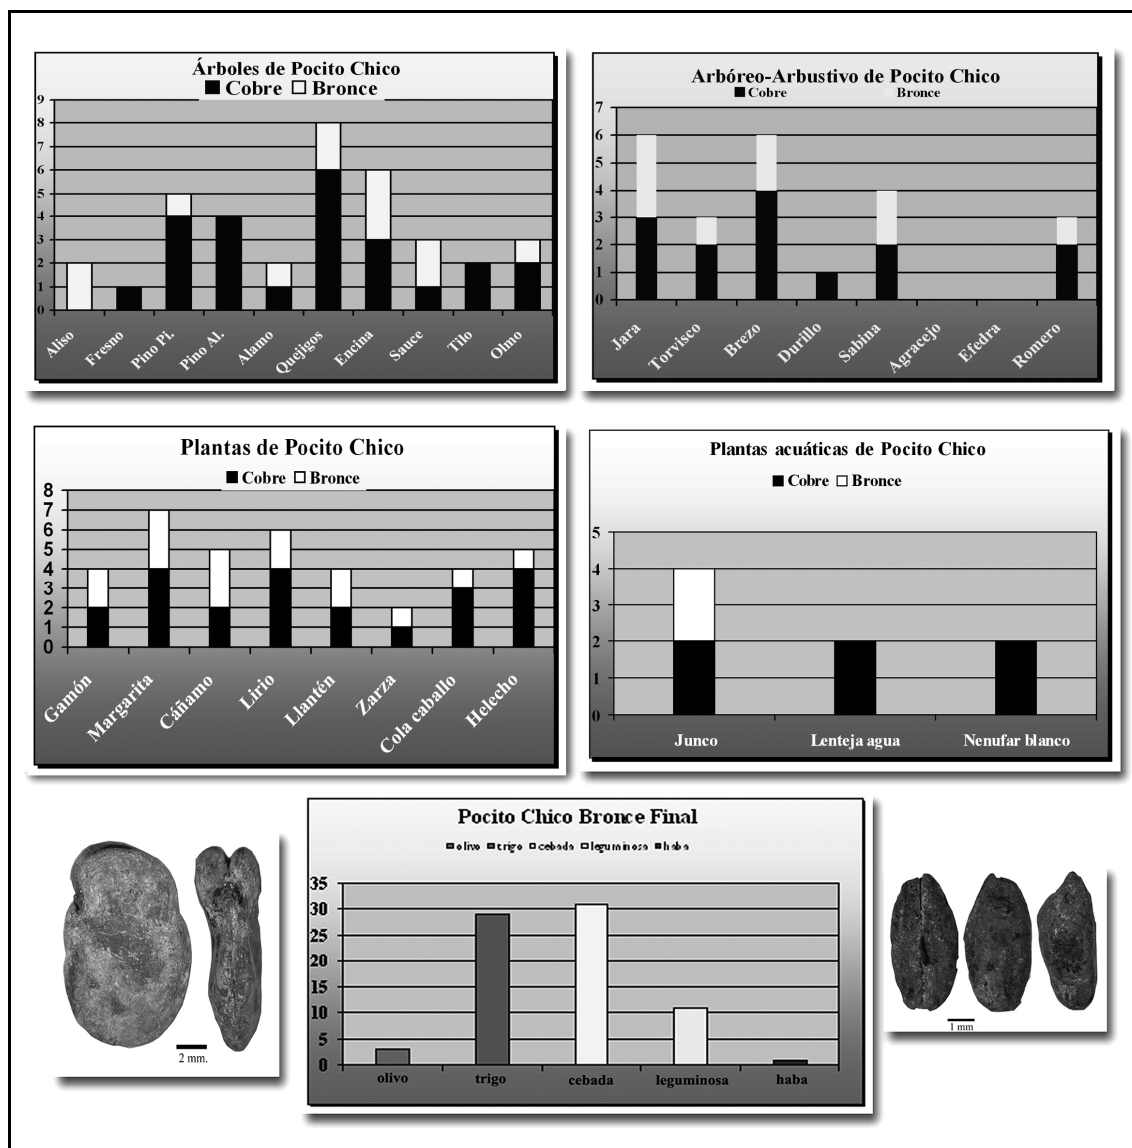 Árboles de Pocito Chico
Cobre Bronce
9
8
7
6
5
4
3
2
1
0
Aliso Fresno Pino Pi. Pino Al. Alamo Quejigos Encina Sauce Tilo Olmo
Arbóreo-Arbustivo de Pocito Chico
Cobre Bronce
7
6
5
4
3
2
1
0
Jara Torvisco Brezo Durillo Sabina Agracejo Efedra Romero
Plantas de Pocito Chico
Cobre Bronce
8
7
6
5
4
3
2
1
0
Gamón Margarita Cáñamo Lirio Llantén Zarza Cola caballo Helecho
Plantas acuáticas de Pocito Chico
Cobre Bronce
5
4
3
2
1
0
Junco Lenteja agua Nenufar blanco
Pocito Chico Bronce Final
olivo trigo cebada leguminosa haba
35
30
25
20
15
10
5
0
olivo trigo cebada leguminosa haba
2 mm.
1 mm